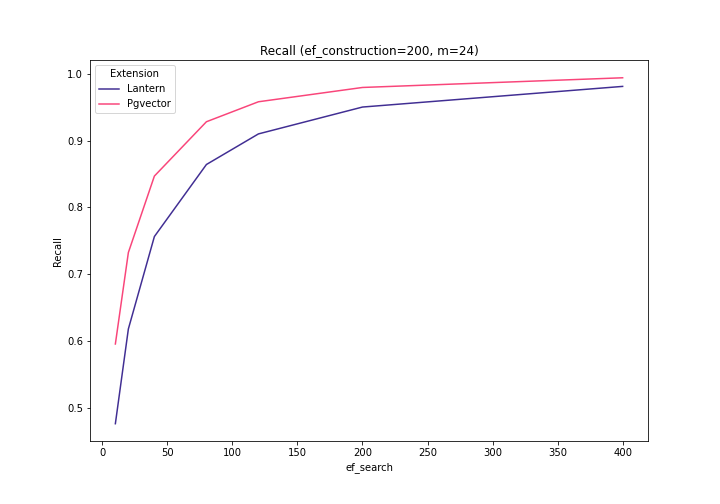 Recall (ef_construction=200, m=24)
Extension
Lantern
Pgvector
Recall
1.0
0.9
0.8
0.7
0.6
0.5
0 50 100 150 200 250 300 350 400
ef_search